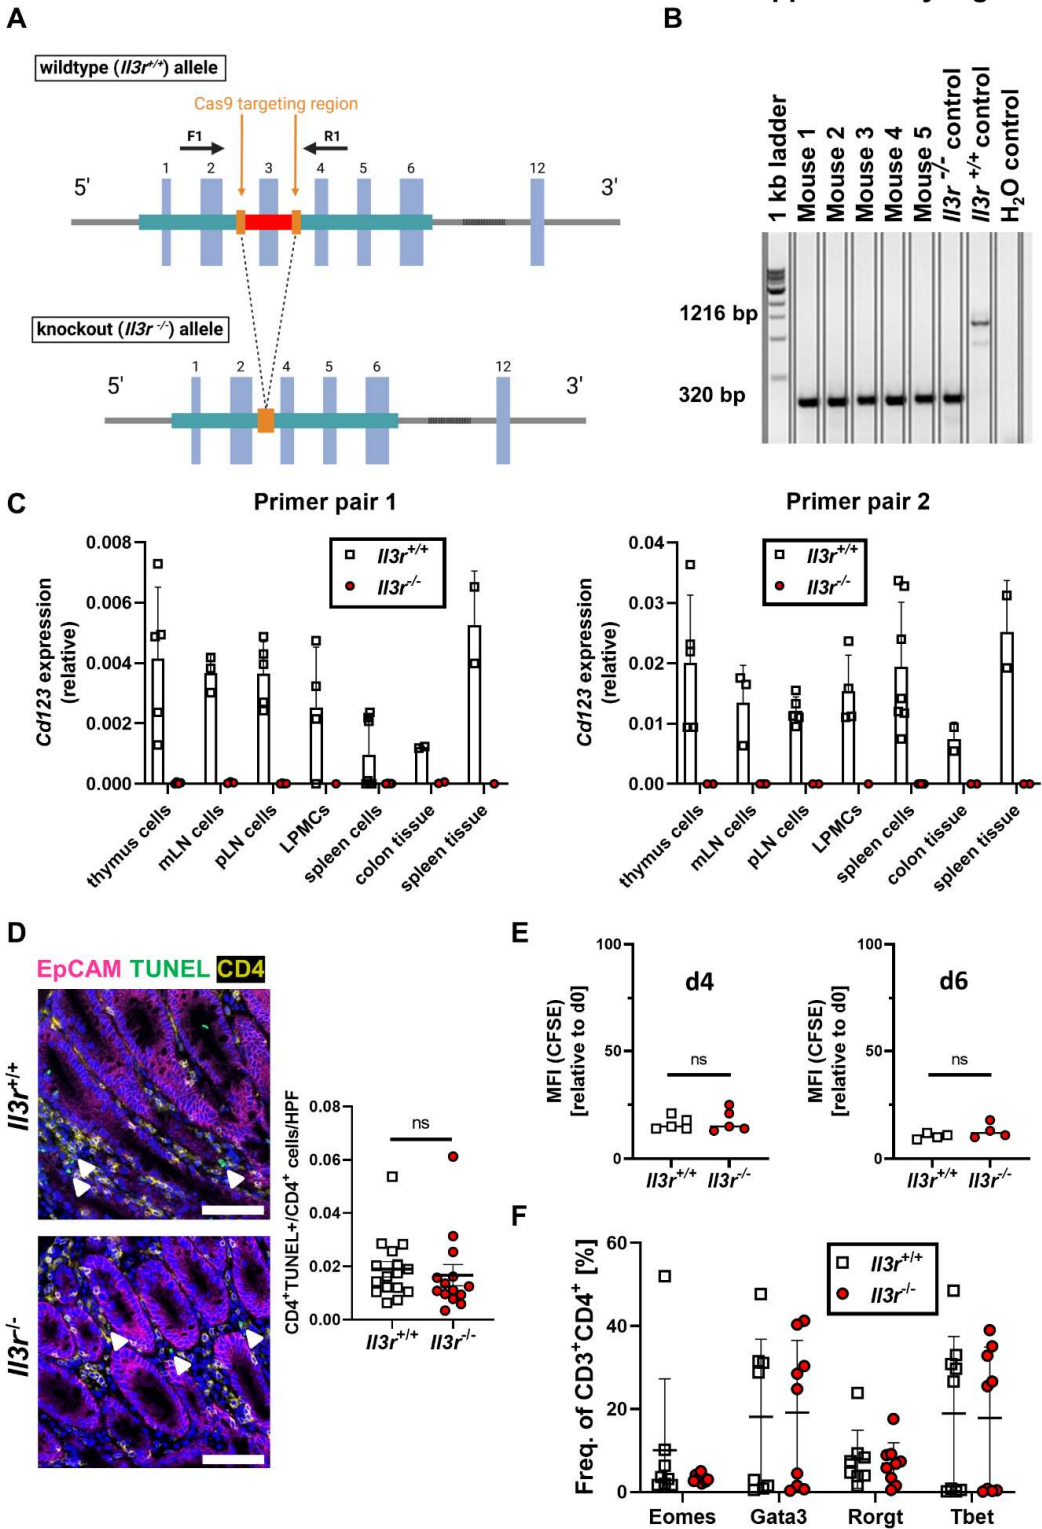 A
wildtype (Il3r+/+) allele
Cas9 targeting region
F1 R1
1 2 3 4 5 6 12
5' 3'
knockout (Il3r -/-) allele
1 2 4 5 6 12
5' 3'
B
1 kb ladder
Mouse 1
Mouse 2
Mouse 3
Mouse 4
Mouse 5
Il3r -/- control
Il3r +/+ control
H2O control
1216 bp
320 bp
C
Primer pair 1
Cd123 expression
(relative)
0.008
0.006
0.004
0.002
0.000
Il3r+/+
Il3r-/-
thymus cells
mLN cells
pLN cells
LPMCs
spleen cells
colon tissue
spleen tissue
Primer pair 2
Cd123 expression
(relative)
0.04
0.03
0.02
0.01
0.00
Il3r+/+
Il3r-/-
thymus cells
mLN cells
pLN cells
LPMCs
spleen cells
colon tissue
spleen tissue
D
EpCAM TUNEL CD4
Il3r+/+
Il3r/-
CD4+TUNEL+/CD4+ cells/HPF
0.08
0.06
0.04
0.02
0.00
ns
Il3r+/+ Il3r-/-
E
MFI (CFSE)
[relative to d0]
100
50
0
d4
ns
Il3r+/+ Il3r-/-
MFI (CFSE)
[relative to d0]
100
50
0
d6
ns
Il3r+/+ Il3r-/-
F
Freq. of CD3+CD4+ [%]
60
40
20
0
Il3r+/+
Il3r-/-
Eomes Gata3 Rorgt Tbet